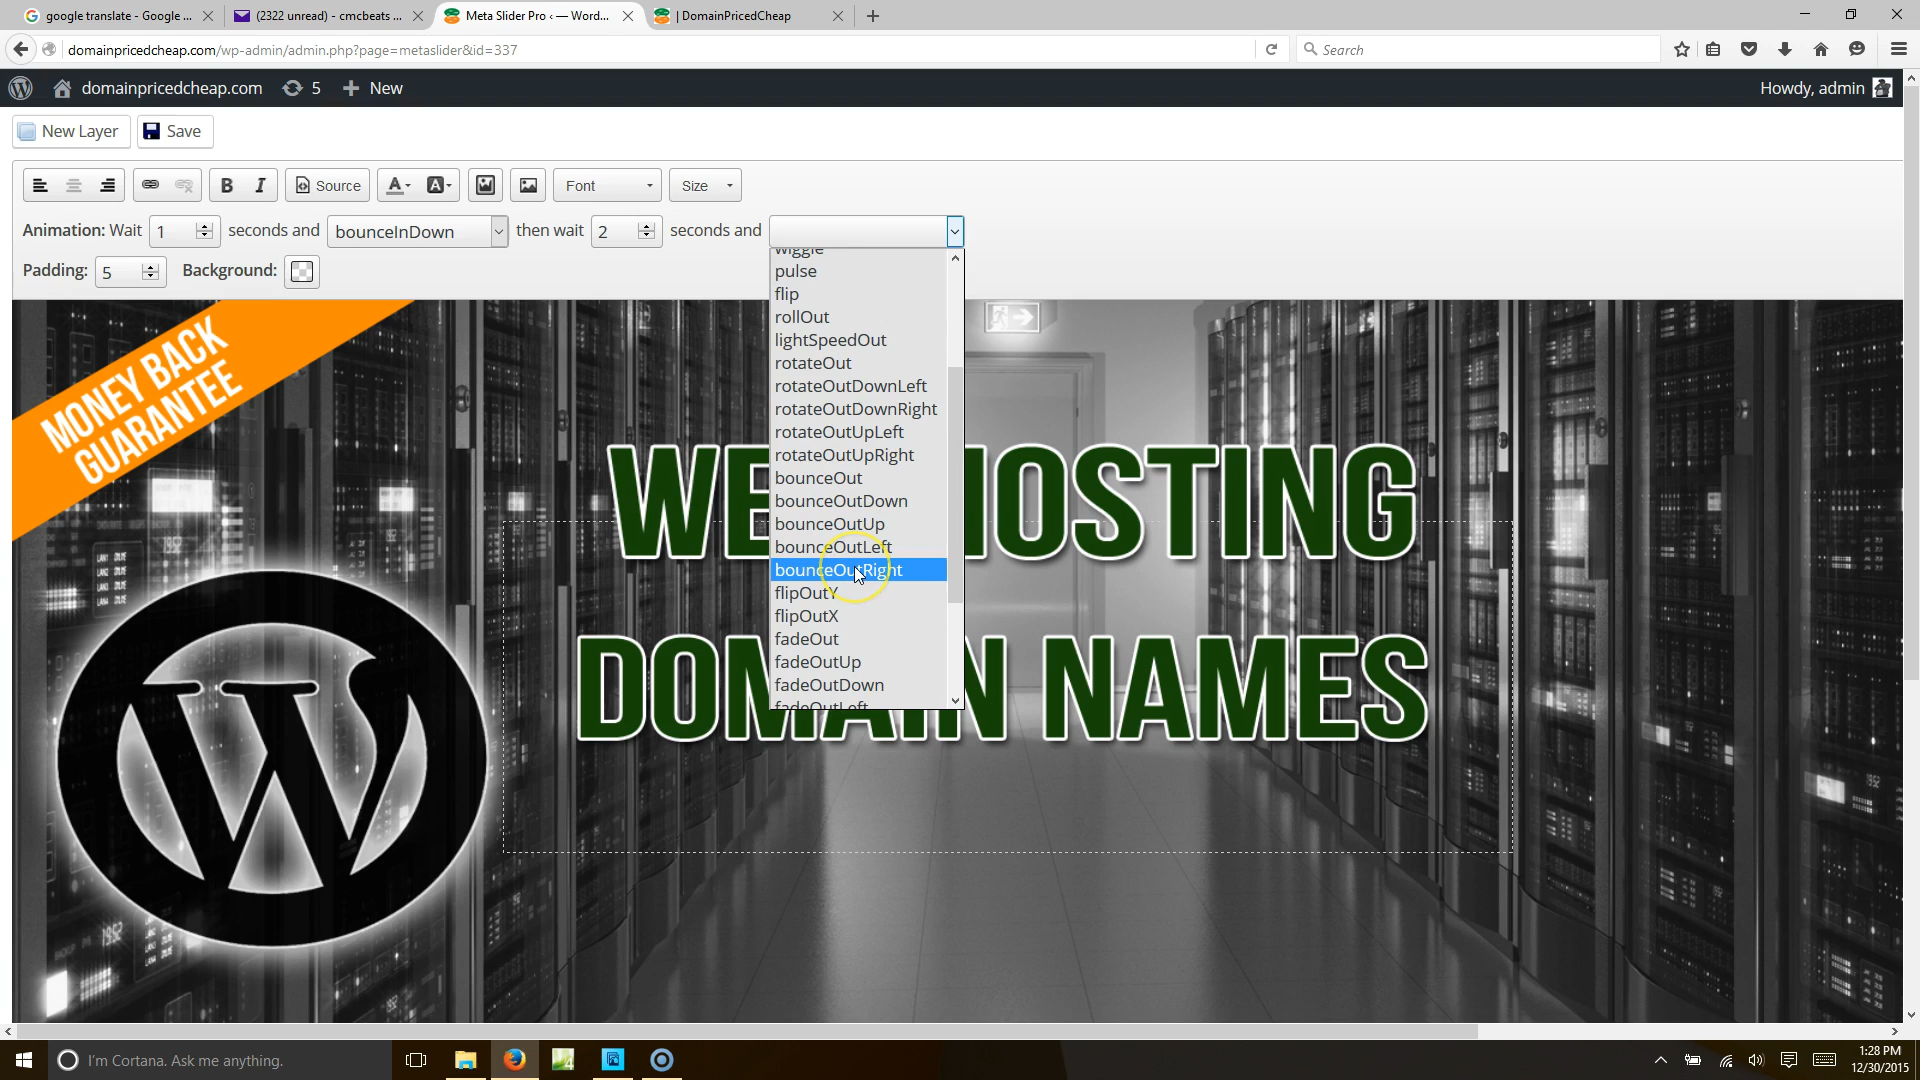 google translate - Google ...
(2322 unread) - cmcbeats ...
Meta Slider Pro ‹ — Word...
| DomainPricedCheap
domainpricedcheap.com/wp-admin/admin.php?page=metaslider&id=337
Search
domainpricedcheap.com
5
New
Howdy, admin
New Layer
Save
B I
Source
A
A
Font
Size
Animation: Wait 1 seconds and bounceInDown then wait 2 seconds and
Padding: 5 Background:
wiggle
pulse
flip
rollOut
lightSpeedOut
rotateOut
rotateOutDownLeft
rotateOutDownRight
rotateOutUpLeft
rotateOutUpRight
bounceOut
bounceOutDown
bounceOutUp
bounceOutLeft
bounceOutRight
flipOutY
flipOutX
fadeOut
fadeOutUp
fadeOutDown
fadeOutLeft
MONEY BACK
GUARANTEE
WE HOSTING
DOMAIN NAMES
I'm Cortana. Ask me anything.
1:28 PM
12/30/2015